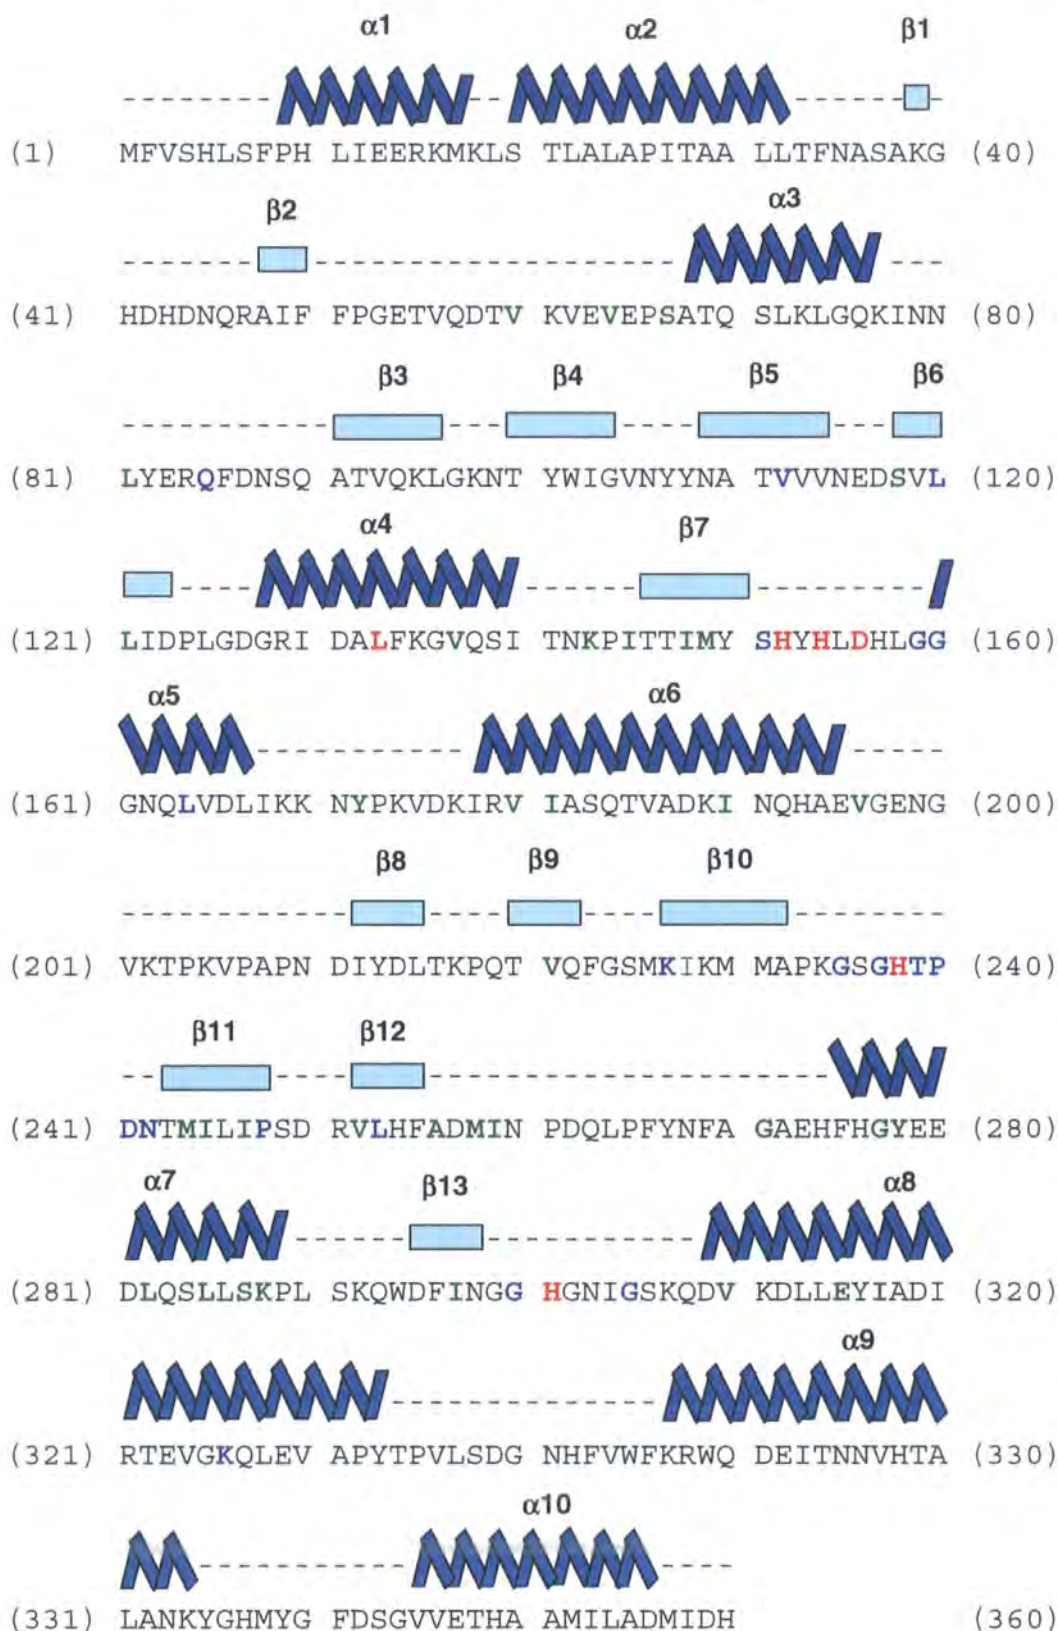 α1 α2 β1
(1) MFVSHLSFPH LIEERKMKLS TLALAPITAA LLTFNASAKG (40)
β2 α3
(41) HDHDNQRAIF FPGETVQDTV KVEVEPSATQ SLKLGQKINN (80)
β3 β4 β5 β6
(81) LYERQFDNSQ ATVQKLGKNT YWIGVNYYNA TVVVNEDSVL (120)
α4 β7
(121) LIDPLGDGRI DALFKGVQSI TNKPITTIMY SHYHLDHLGG (160)
α5 α6
(161) GNQLVDLIKK NYPKVDKIRV IASQTVADKI NQHAEVGENG (200)
β8 β9 β10
(201) VKTPKVPAPN DIYDLTKPQT VQFGSMKIKM MAPKGSGHTP (240)
β11 β12
(241) DNTMILIPSD RVLHFADMIN PDQLPFYNFA GAEHFHGYEE (280)
α7 β13 α8
(281) DLQSLLSKPL SKQWDFINGG HGNIGSKQDV KDLLEYIADI (320)
α9
(321) RTEVGKQLEV APYTPVLSDG NHFVWFKRWQ DEITNNVHTA (330)
α10
(331) LANKYGHMYG FDSGVVETHA AMILADMIDH (360)